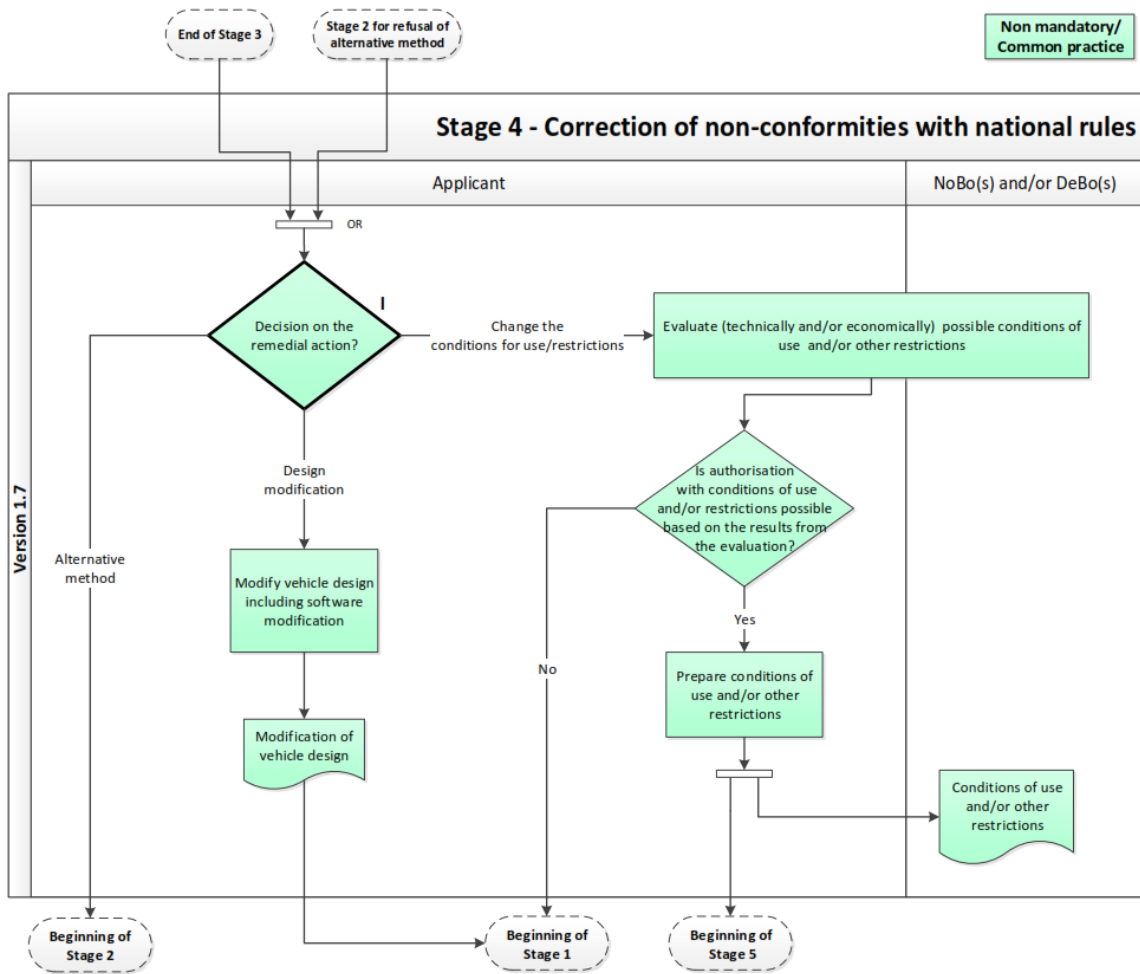 End of Stage 3
Stage 2 for refusal of
alternative method
Non mandatory/
Common practice
Stage 4 - Correction of non-conformities with national rules
Version 1.7
Applicant
NoBo(s) and/or DeBo(s)
OR
I
Decision on the
remedial action?
Change the
conditions for use/restrictions
Evaluate (technically and/or economically) possible conditions of
use and/or other restrictions
Design
modification
Is authorisation
with conditions of use
and/or restrictions possible
based on the results from
the evaluation?
Alternative
method
Modify vehicle design
including software
modification
Yes
No
Prepare conditions of
use and/or other
restrictions
Modification of
vehicle design
Conditions of use
and/or other
restrictions
Beginning of
Stage 2
Beginning of
Stage 1
Beginning of
Stage 5